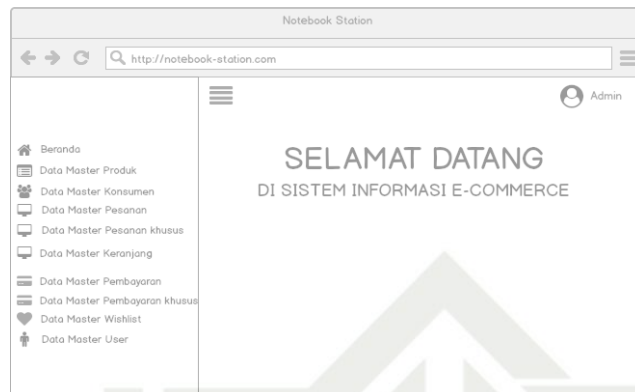 Notebook Station
http://notebook-station.com
Admin
Beranda
Data Master Produk
Data Master Konsumen
Data Master Pesanan
Data Master Pesanan khusus
Data Master Keranjang
Data Master Pembayaran
Data Master Pembayaran khusus
Data Master Wishlist
Data Master User
SELAMAT DATANG
DI SISTEM INFORMASI E-COMMERCE